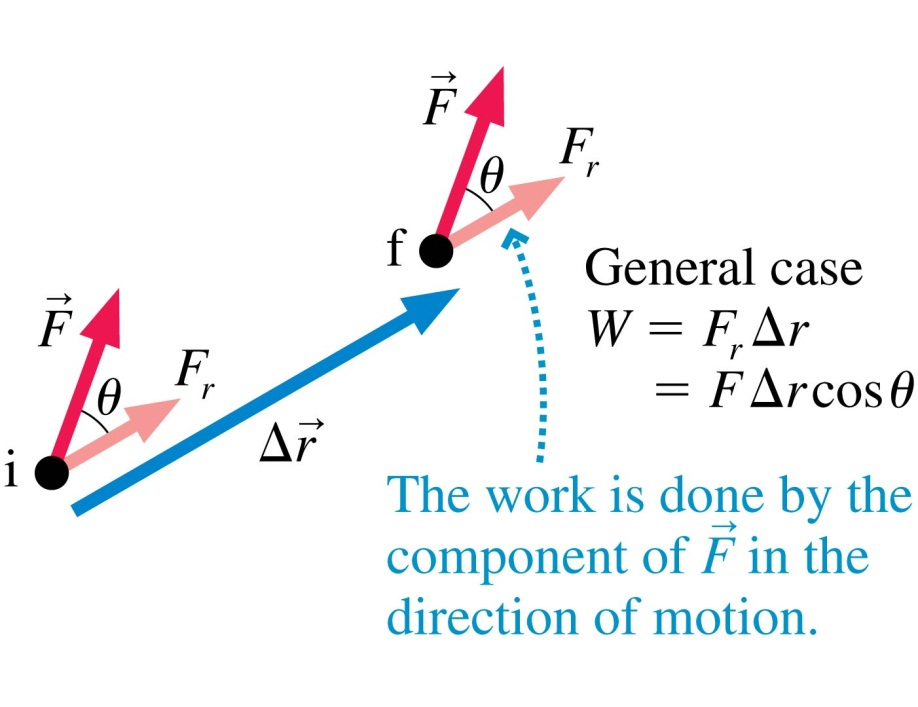 F⃗
θ
F_r
f
General case
W = F_r Δr
= F Δr cos θ
F⃗
θ
F_r
i
Δr⃗
The work is done by the
component of F⃗ in the
direction of motion.